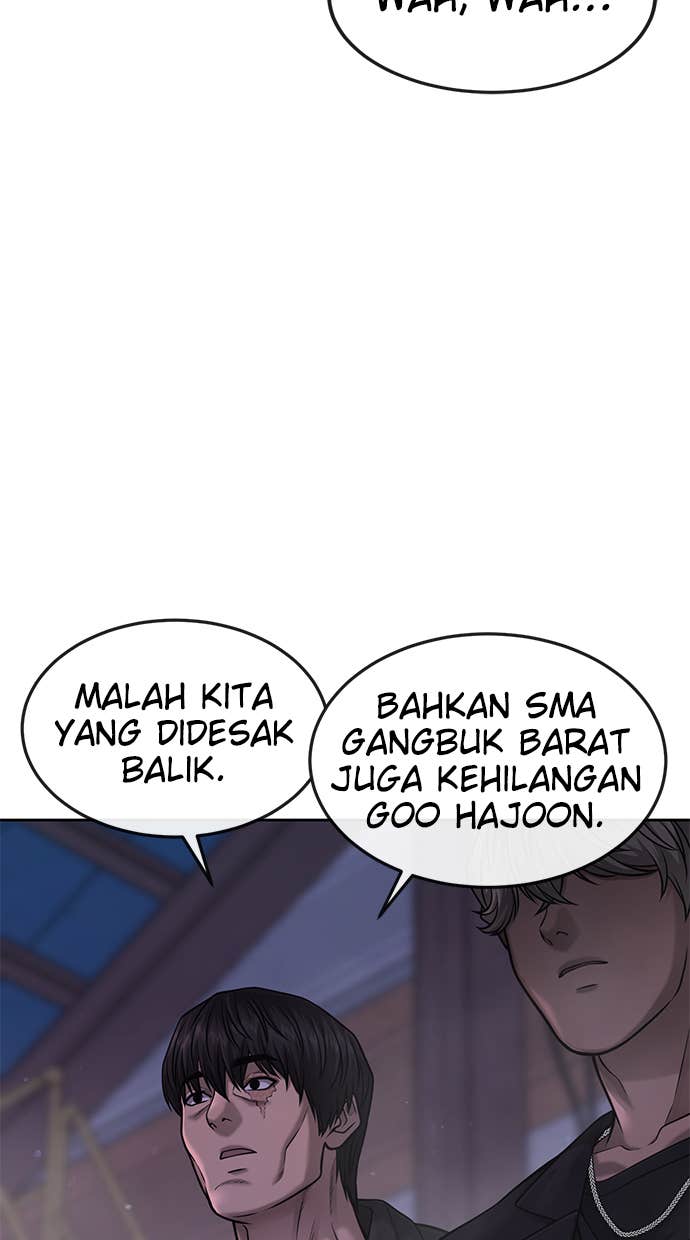 WAH, WAH...
MALAH KITA
YANG DIDESAK
BALIK.
BAHKAN SMA
GANGBUK BARAT
JUGA KEHILANGAN
GOO HAJOON.